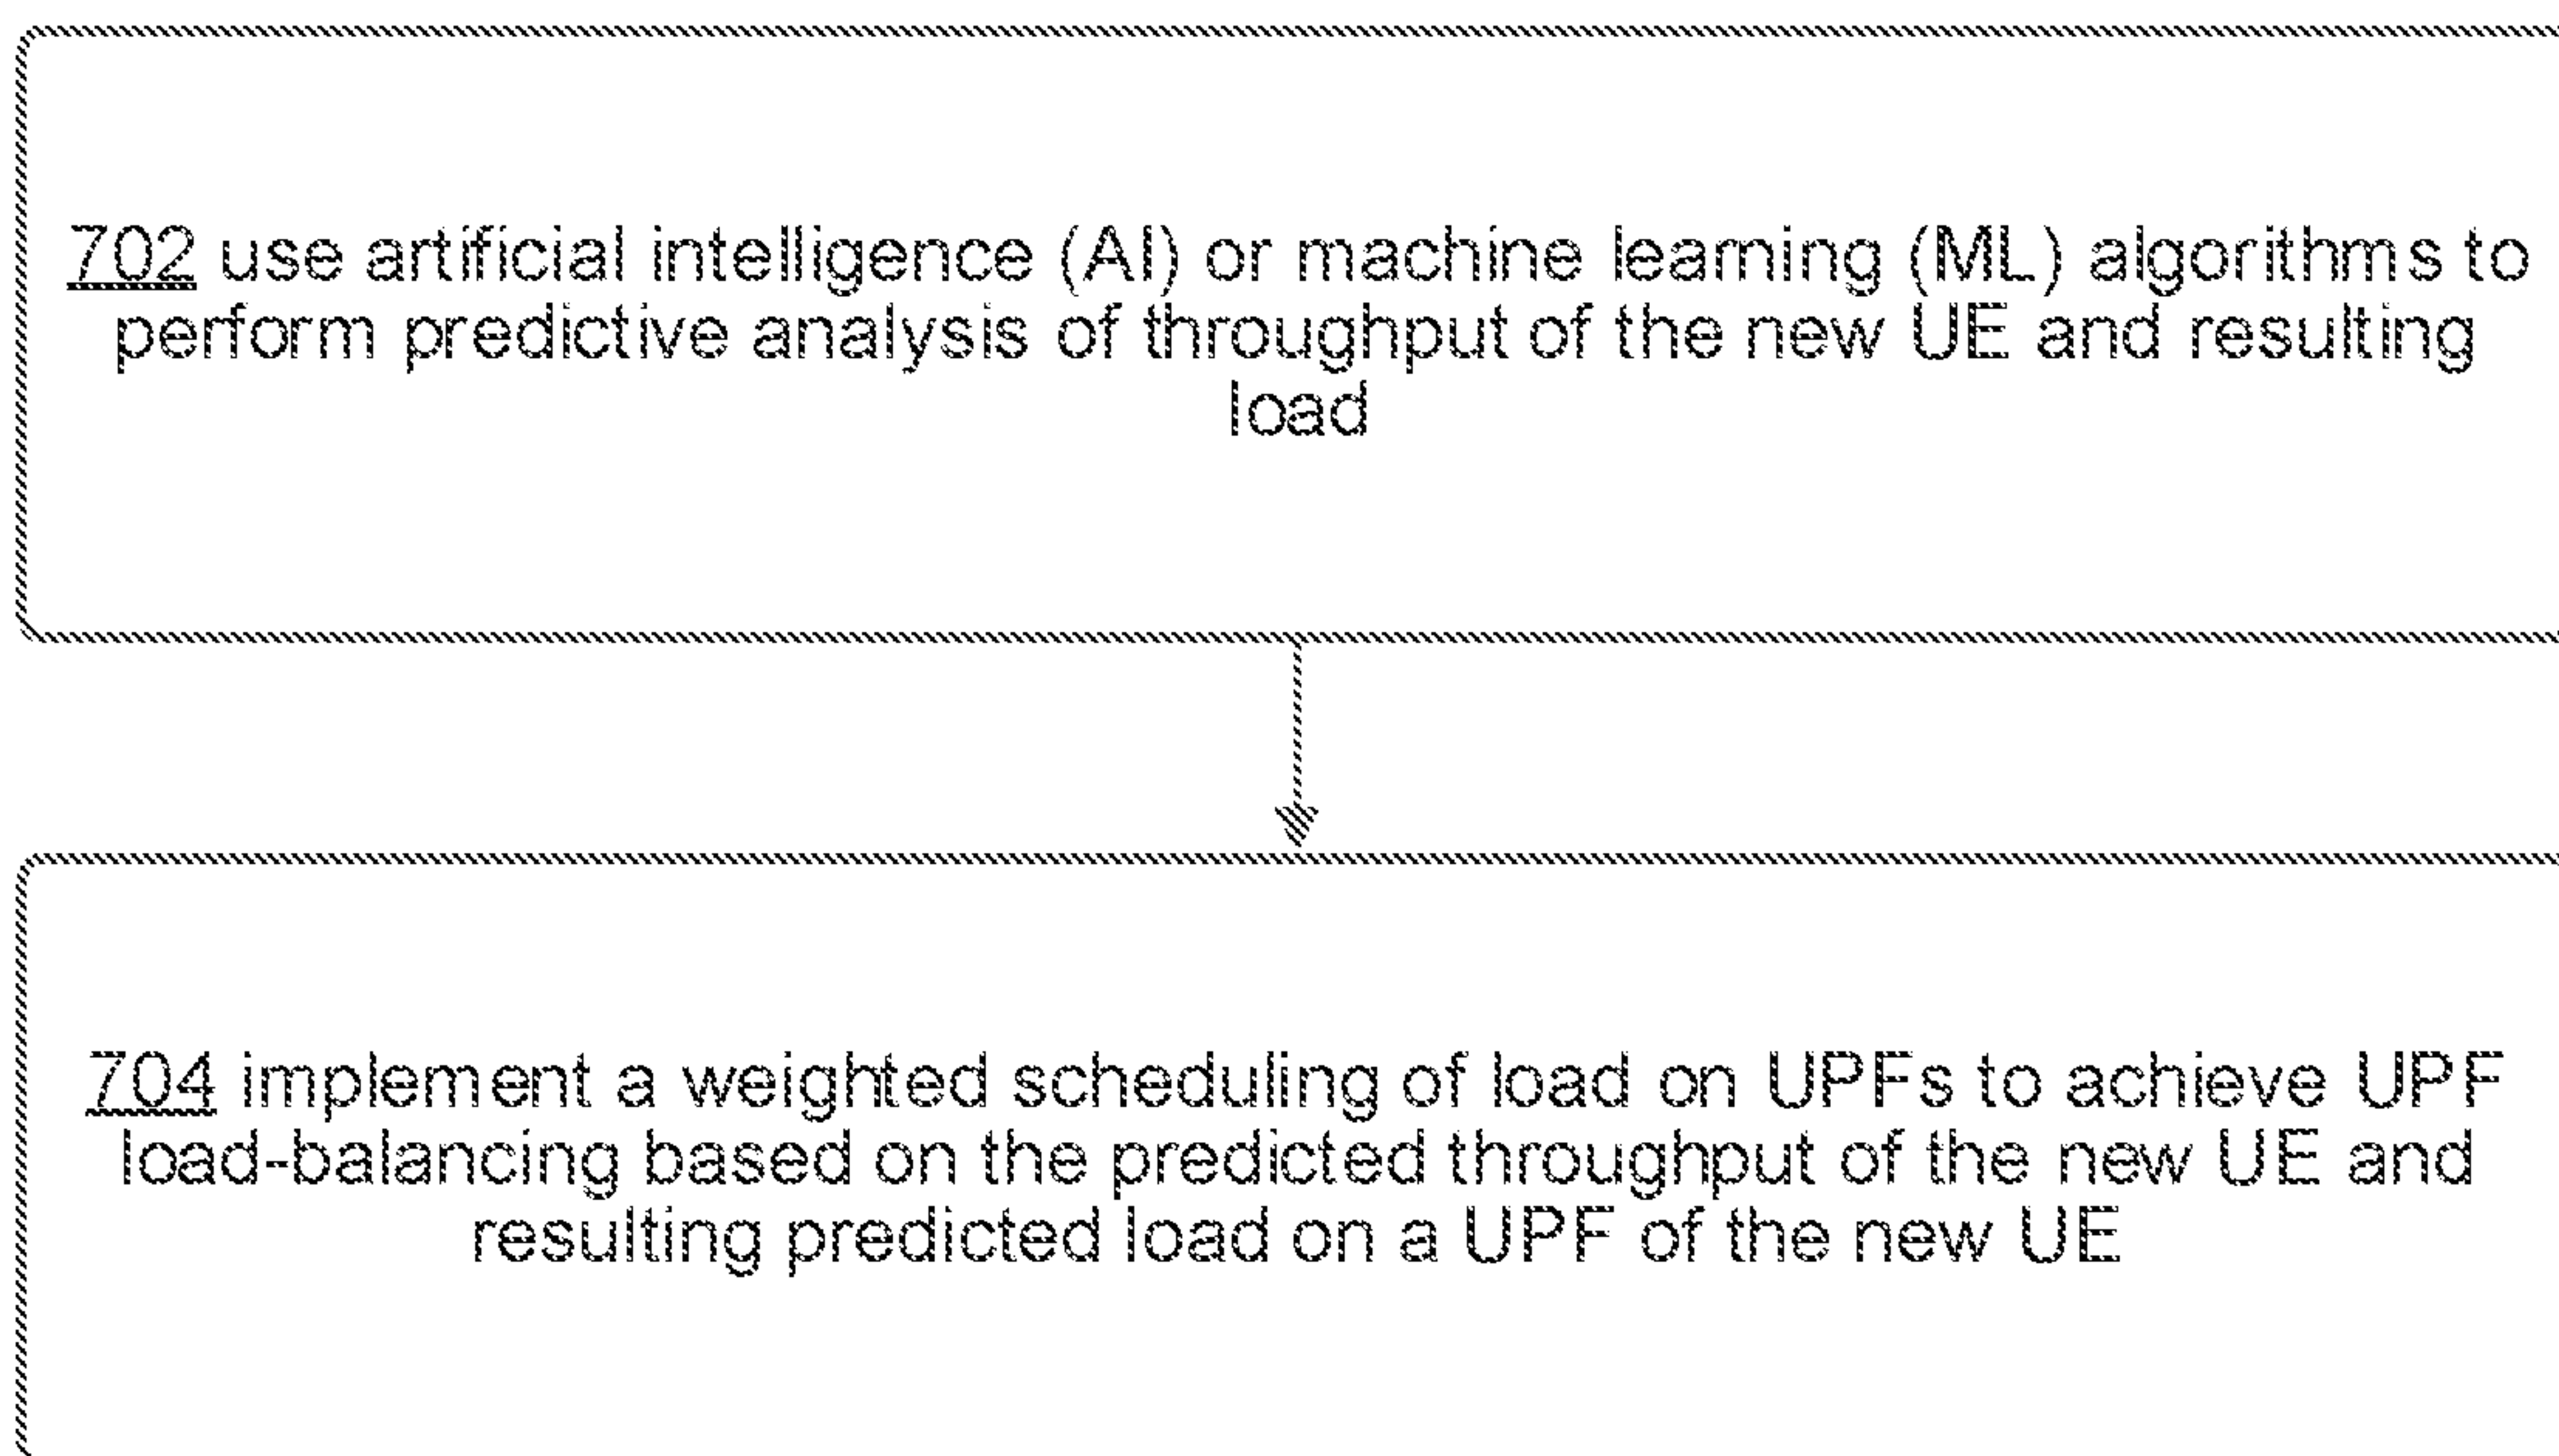 702 use artificial intelligence (AI) or machine learning (ML) algorithms to
perform predictive analysis of throughput of the new UE and resulting
load
704 implement a weighted scheduling of load on UPFs to achieve UPF
load-balancing based on the predicted throughput of the new UE and
resulting predicted load on a UPF of the new UE